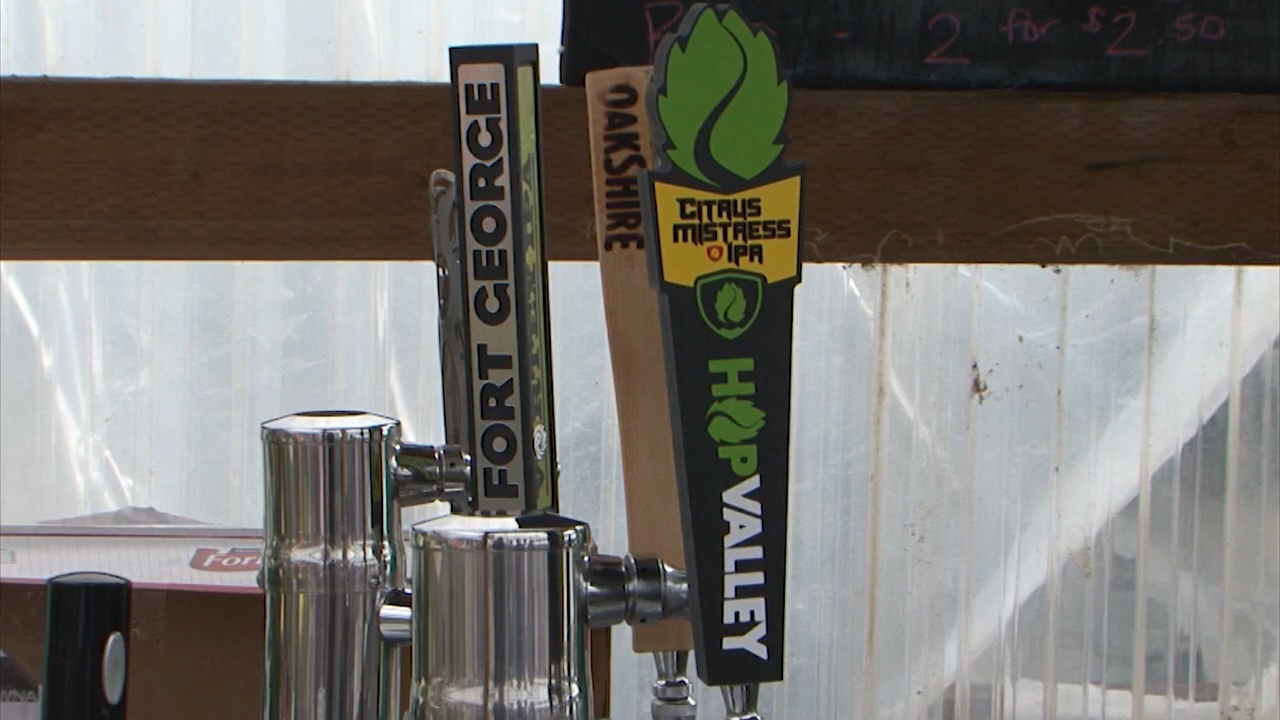 2 for $2.50
FORT GEORGE
OAKSHIRE
CITRUS
MISTRESS
IPA
HOP VALLEY